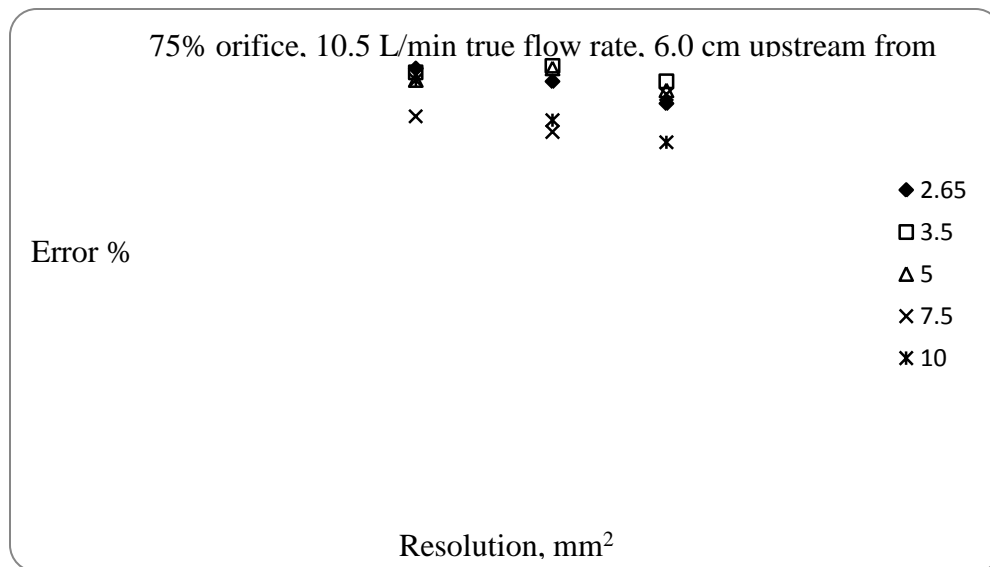 75% orifice, 10.5 L/min true flow rate, 6.0 cm upstream from
Error %
2.65
3.5
5
7.5
10
Resolution, mm²